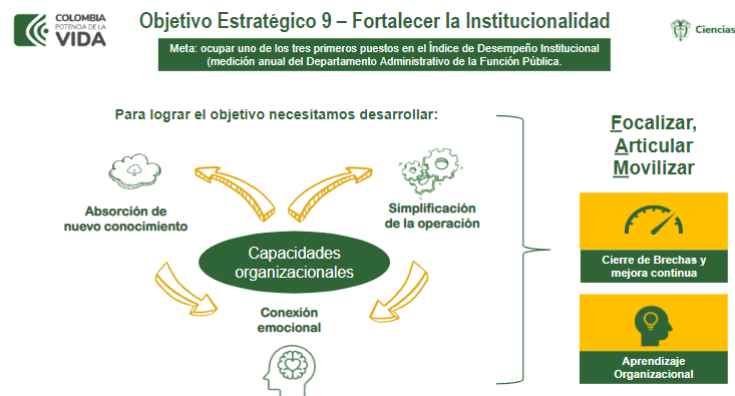 COLOMBIA
POTENCIA DE LA
VIDA
Objetivo Estratégico 9 – Fortalecer la Institucionalidad
Ciencias
Meta: ocupar uno de los tres primeros puestos en el Índice de Desempeño Institucional
(medición anual del Departamento Administrativo de la Función Pública.
Para lograr el objetivo necesitamos desarrollar:
Absorción de
nuevo conocimiento
Simplificación
de la operación
Capacidades
organizacionales
Conexión
emocional
Focalizar,
Articular
Movilizar
Cierre de Brechas y
mejora continua
Aprendizaje
Organizacional